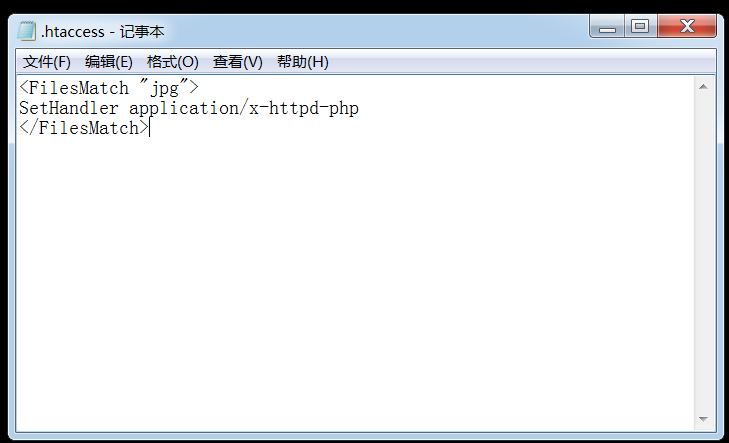 .htaccess - 记事本
文件(F) 编辑(E) 格式(O) 查看(V) 帮助(H)
<FilesMatch "jpg">
SetHandler application/x-httpd-php
</FilesMatch>